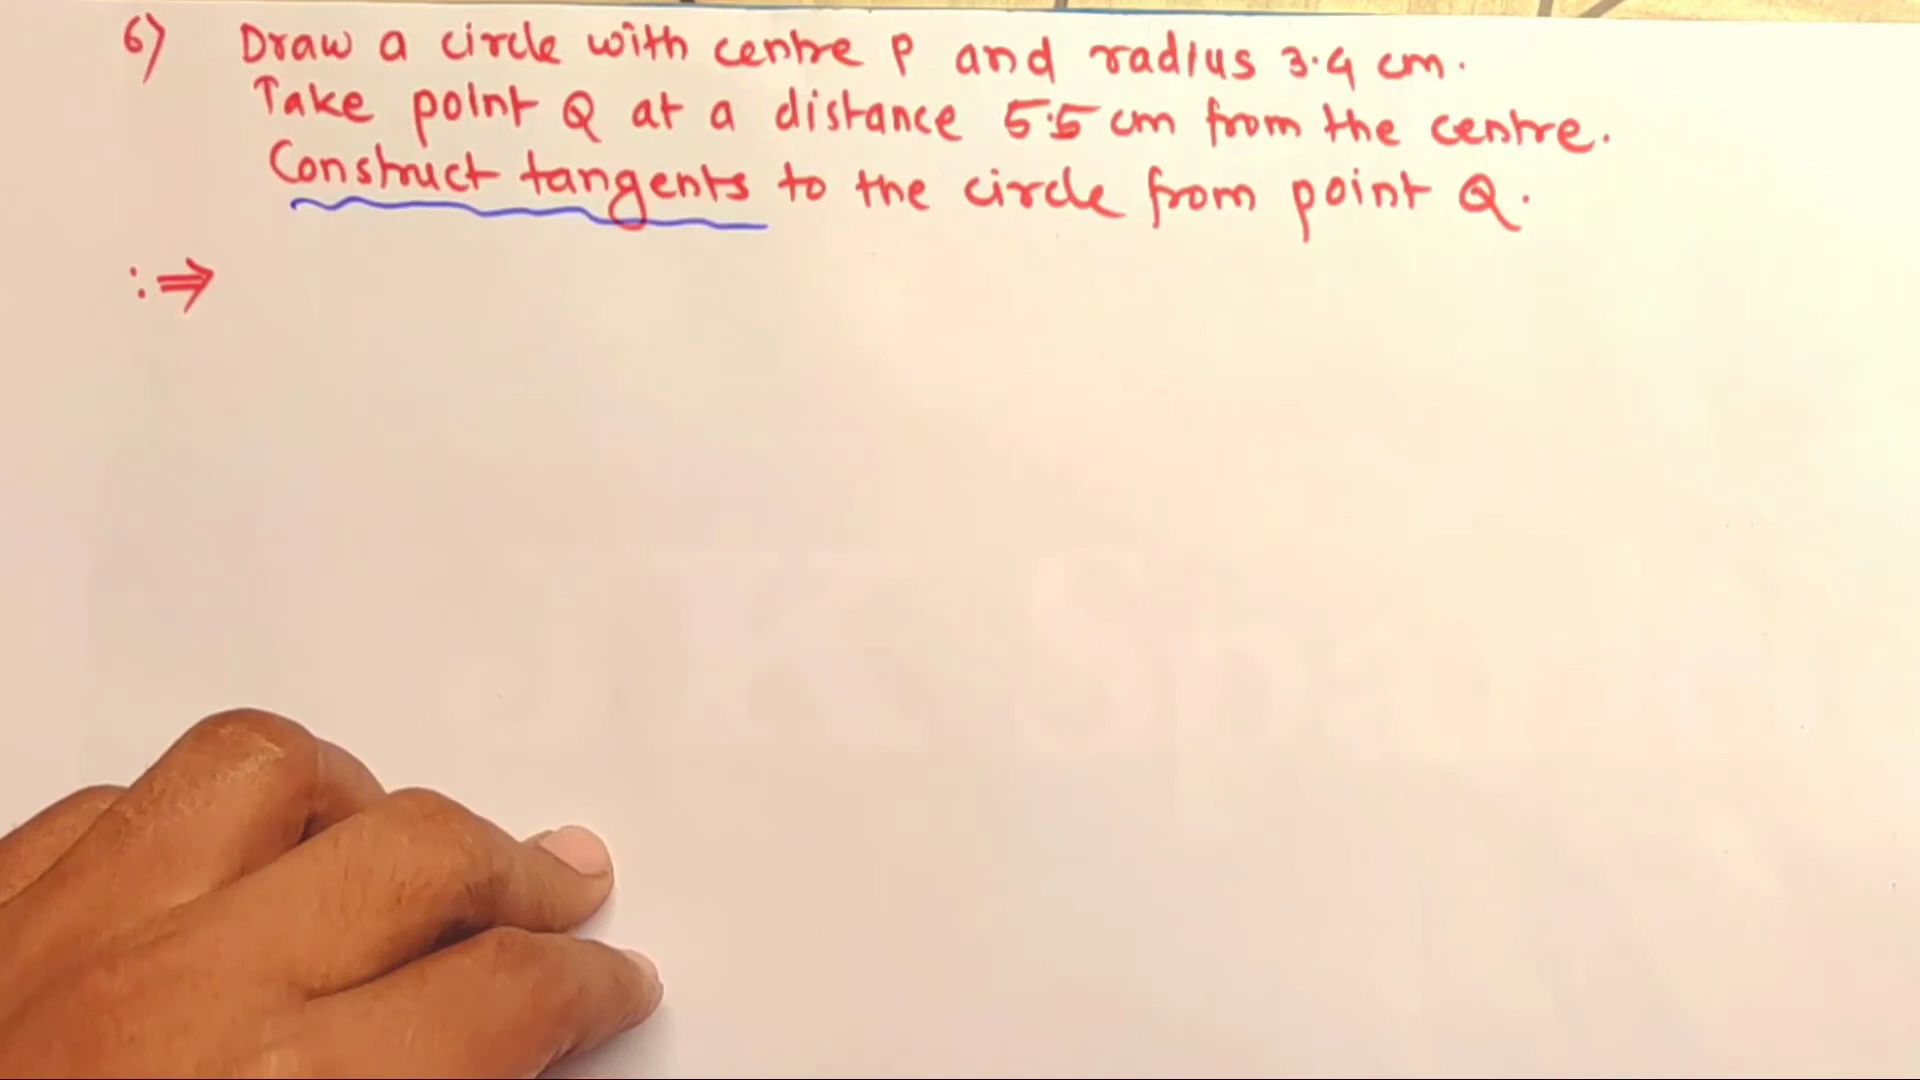 6) Draw a circle with centre P and radius 3.4 cm.
Take point Q at a distance 5.5 cm from the centre.
Construct tangents to the circle from point Q.
:⇒
J K Spar